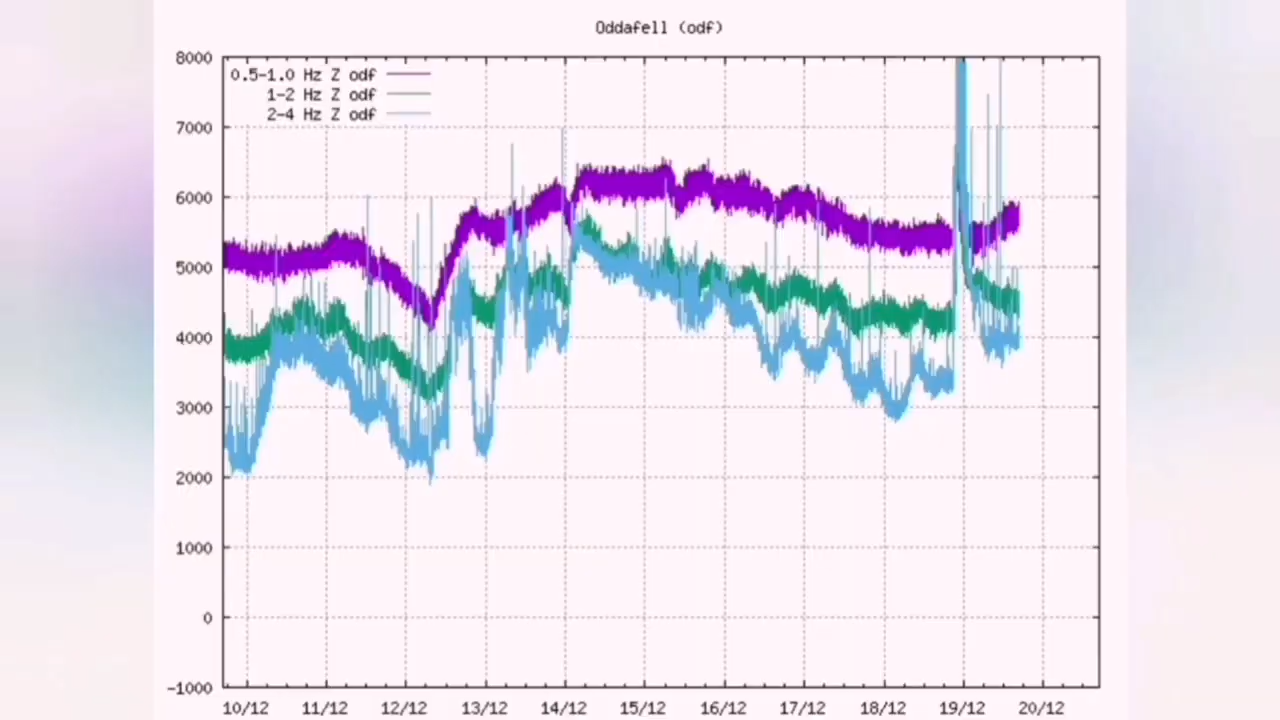 Oddafell (odf)
0.5-1.0 Hz Z odf
1-2 Hz Z odf
2-4 Hz Z odf
8000
7000
6000
5000
4000
3000
2000
1000
0
-1000
10/12 11/12 12/12 13/12 14/12 15/12 16/12 17/12 18/12 19/12 20/12